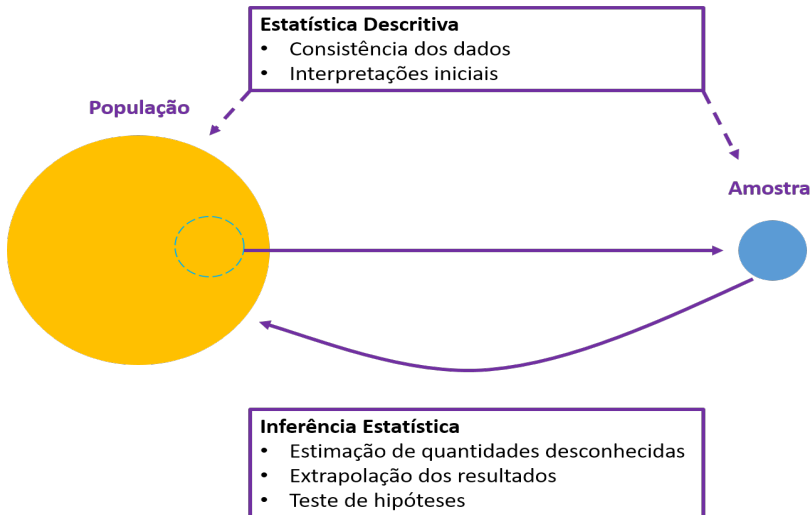 Estatística Descritiva
• Consistência dos dados
• Interpretações iniciais
População
Amostra
Inferência Estatística
• Estimação de quantidades desconhecidas
• Extrapolação dos resultados
• Teste de hipóteses